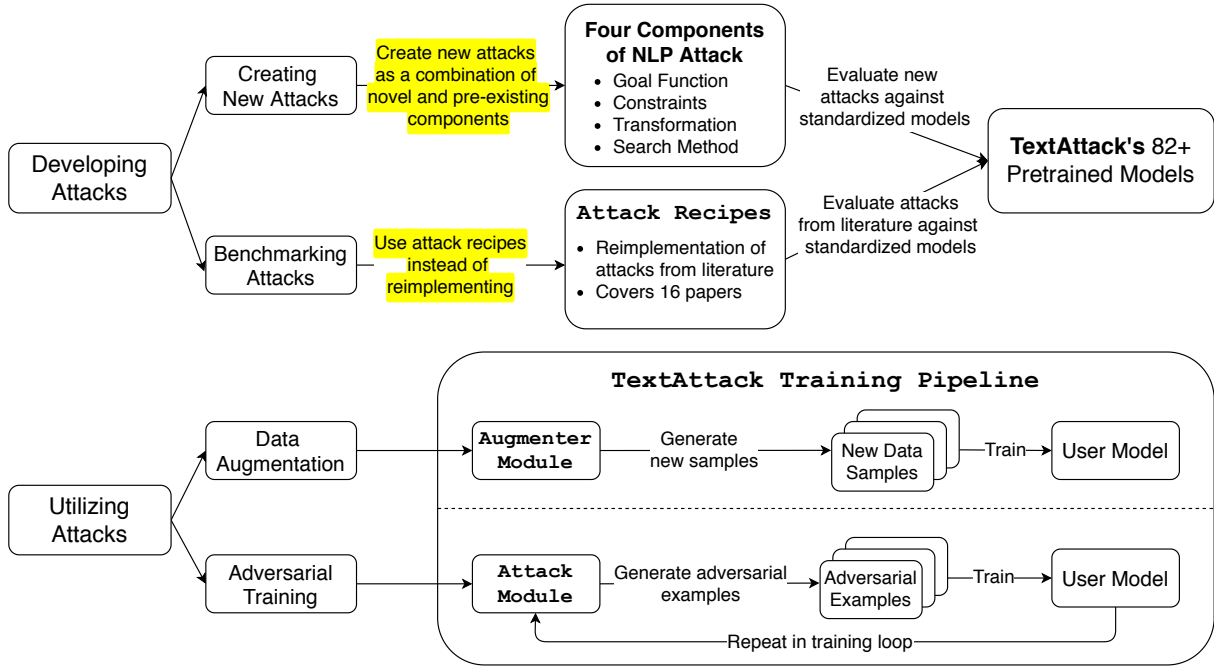 Developing
Attacks
Creating
New Attacks
Create new attacks
as a combination of
novel and pre-existing
components
Four Components
of NLP Attack
• Goal Function
• Constraints
• Transformation
• Search Method
Evaluate new
attacks against
standardized models
TextAttack's 82+
Pretrained Models
Benchmarking
Attacks
Use attack recipes
instead of
reimplementing
Attack Recipes
• Reimplementation of
attacks from literature
• Covers 16 papers
Evaluate attacks
from literature against
standardized models
Utilizing
Attacks
TextAttack Training Pipeline
Data
Augmentation
Augmenter
Module
Generate
new samples
New Data
Samples
Train
User Model
Adversarial
Training
Attack
Module
Generate adversarial
examples
Adversarial
Examples
Train
User Model
Repeat in training loop